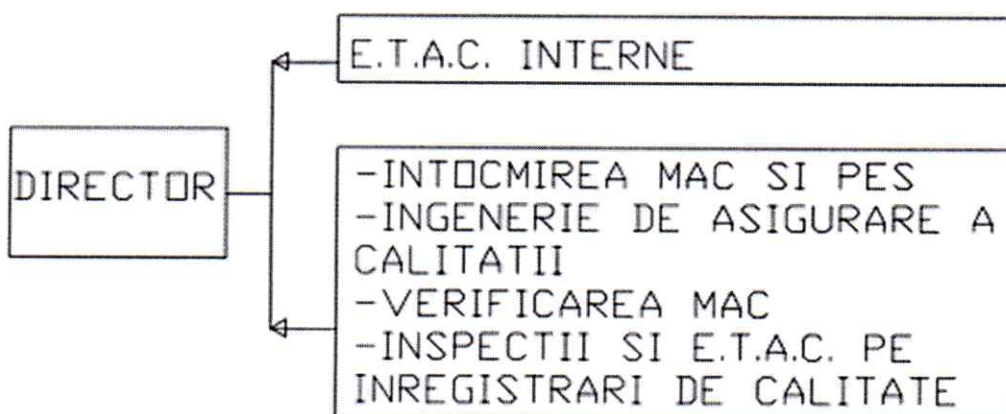 DIRECTOR
E.T.A.C. INTERNE
-INTOCMIREA MAC SI PES
-INGENERIE DE ASIGURARE A
CALITATII
-VERIFICAREA MAC
-INSPECTII SI E.T.A.C. PE
INREGISTRARI DE CALITATE